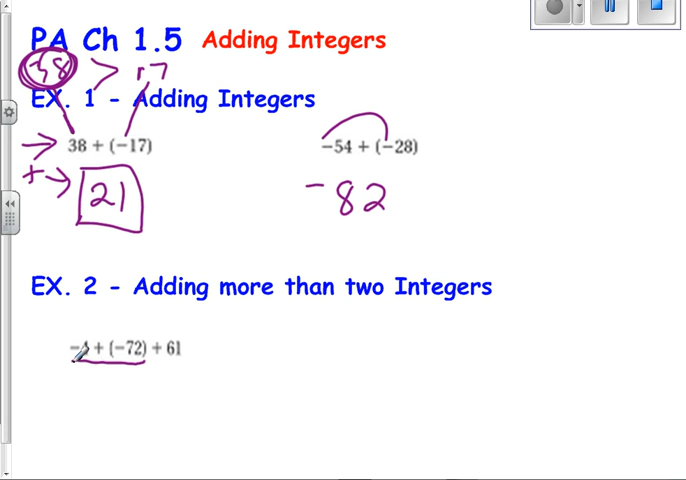 PA Ch 1.5 Adding Integers
38 > 17
EX. 1 - Adding Integers
→ 38 + (−17)
−54 + (−28)
+→ 21
-82
EX. 2 - Adding more than two Integers
+ (−72) + 61